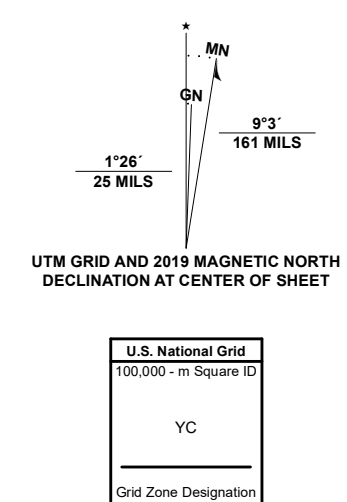 ★
MN
GN
9°3´
161 MILS
1°26´
25 MILS
UTM GRID AND 2019 MAGNETIC NORTH
DECLINATION AT CENTER OF SHEET
U.S. National Grid
100,000 - m Square ID
YC
Grid Zone Designation